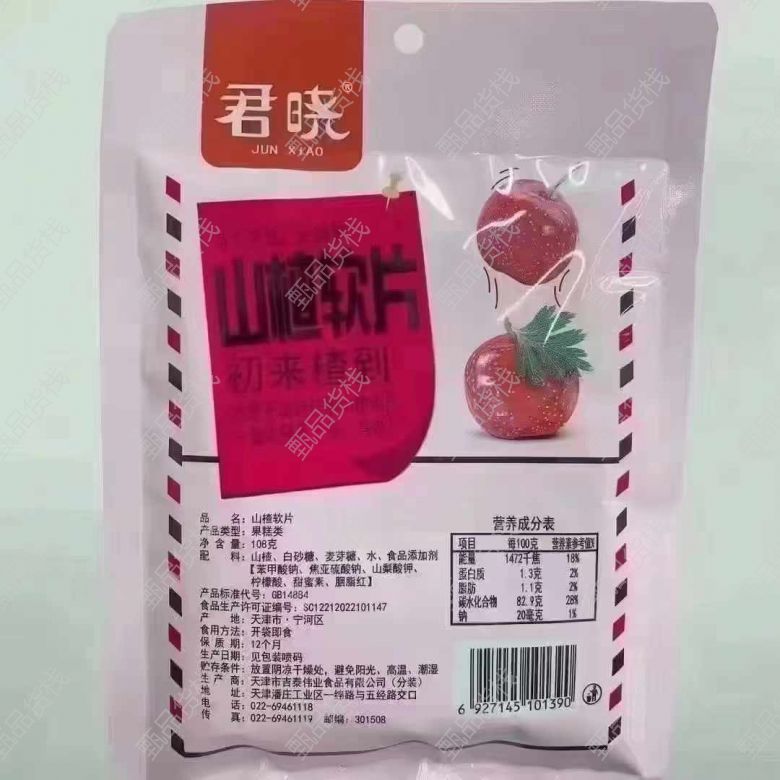 君晓®
JUN XIAO
山楂软片
初来楂到
品 名:山楂软片
产品类型:果糕类
净含量:106克
配 料:山楂、白砂糖、麦芽糖、水、食品添加剂
【苯甲酸钠、焦亚硫酸钠、山梨酸钾、
柠檬酸、甜蜜素、胭脂红】
产品标准代号:GB14884
食品生产许可证编号:SC12212022101147
产 地:天津市·宁河区
食用方法:开袋即食
保 质 期:12个月
生产日期:见包装喷码
贮存条件:放置阴凉干燥处,避免阳光、高温、潮湿
生 产 商:天津市吉泰伟业食品有限公司(分装)
地 址:天津潘庄工业区一纬路与五经路交口
电 话:022-69461118
传 真:022-69461119 邮编:301508
营养成分表
项目 每100克 营养素参考值%
能量 1472千焦 18%
蛋白质 1.3克 2%
脂肪 1.1克 2%
碳水化合物 82.9克 28%
钠 20毫克 1%
6 927145 101390
甄品货栈